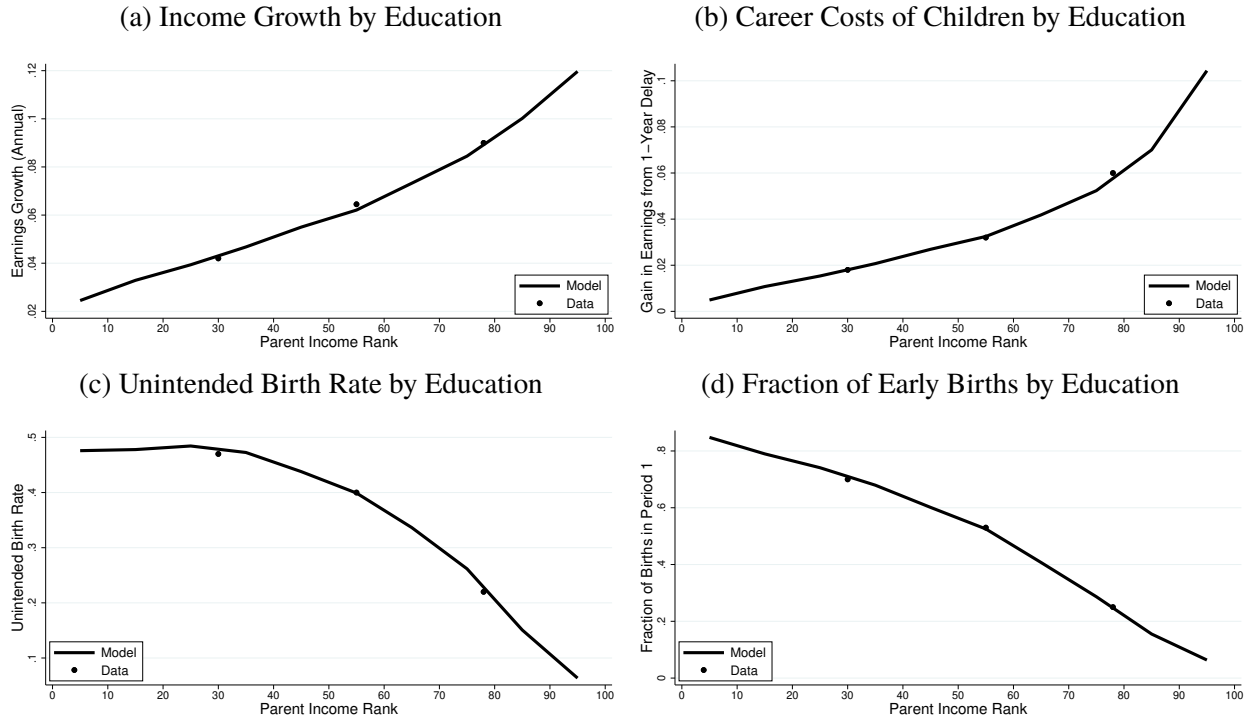 (a) Income Growth by Education
Earnings Growth (Annual)
.12
.1
.08
.06
.04
.02
0 10 20 30 40 50 60 70 80 90 100
Parent Income Rank
Model
Data
(b) Career Costs of Children by Education
Gain in Earnings from 1−Year Delay
.1
.08
.06
.04
.02
0
0 10 20 30 40 50 60 70 80 90 100
Parent Income Rank
Model
Data
(c) Unintended Birth Rate by Education
Unintended Birth Rate
.5
.4
.3
.2
.1
0 10 20 30 40 50 60 70 80 90 100
Parent Income Rank
Model
Data
(d) Fraction of Early Births by Education
Fraction of Births in Period 1
.8
.6
.4
.2
0
0 10 20 30 40 50 60 70 80 90 100
Parent Income Rank
Model
Data